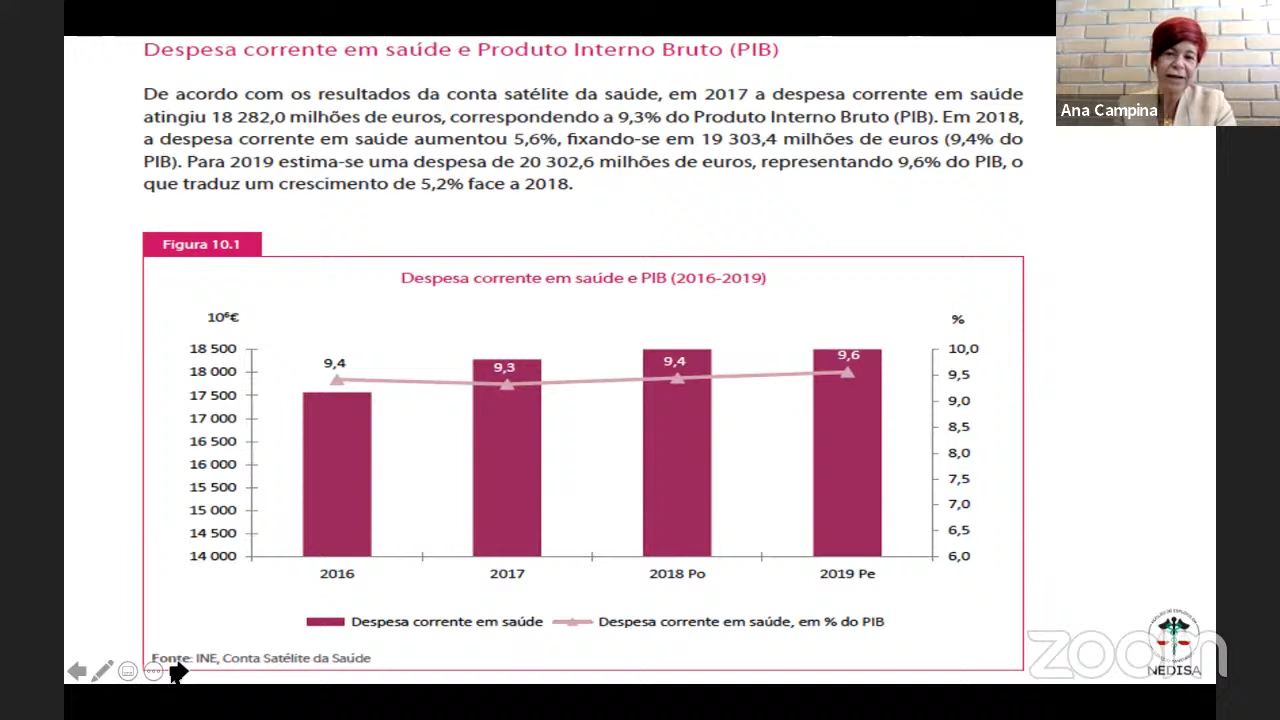 Despesa corrente em saúde e Produto Interno Bruto (PIB)
Ana Campina
De acordo com os resultados da conta satélite da saúde, em 2017 a despesa corrente em saúde
atingiu 18 282,0 milhões de euros, correspondendo a 9,3% do Produto Interno Bruto (PIB). Em 2018,
a despesa corrente em saúde aumentou 5,6%, fixando-se em 19 303,4 milhões de euros (9,4% do
PIB). Para 2019 estima-se uma despesa de 20 302,6 milhões de euros, representando 9,6% do PIB, o
que traduz um crescimento de 5,2% face a 2018.
Figura 10.1
Despesa corrente em saúde e PIB (2016-2019)
10⁶€ %
18 500 10,0
18 000 9,5
17 500 9,0
17 000 8,5
16 500 8,0
16 000 7,5
15 500 7,0
15 000 6,5
14 500 6,0
14 000
9,4 9,3 9,4 9,6
2016 2017 2018 Po 2019 Pe
Despesa corrente em saúde Despesa corrente em saúde, em % do PIB
Fonte: INE, Conta Satélite da Saúde
zoom
NEDISA